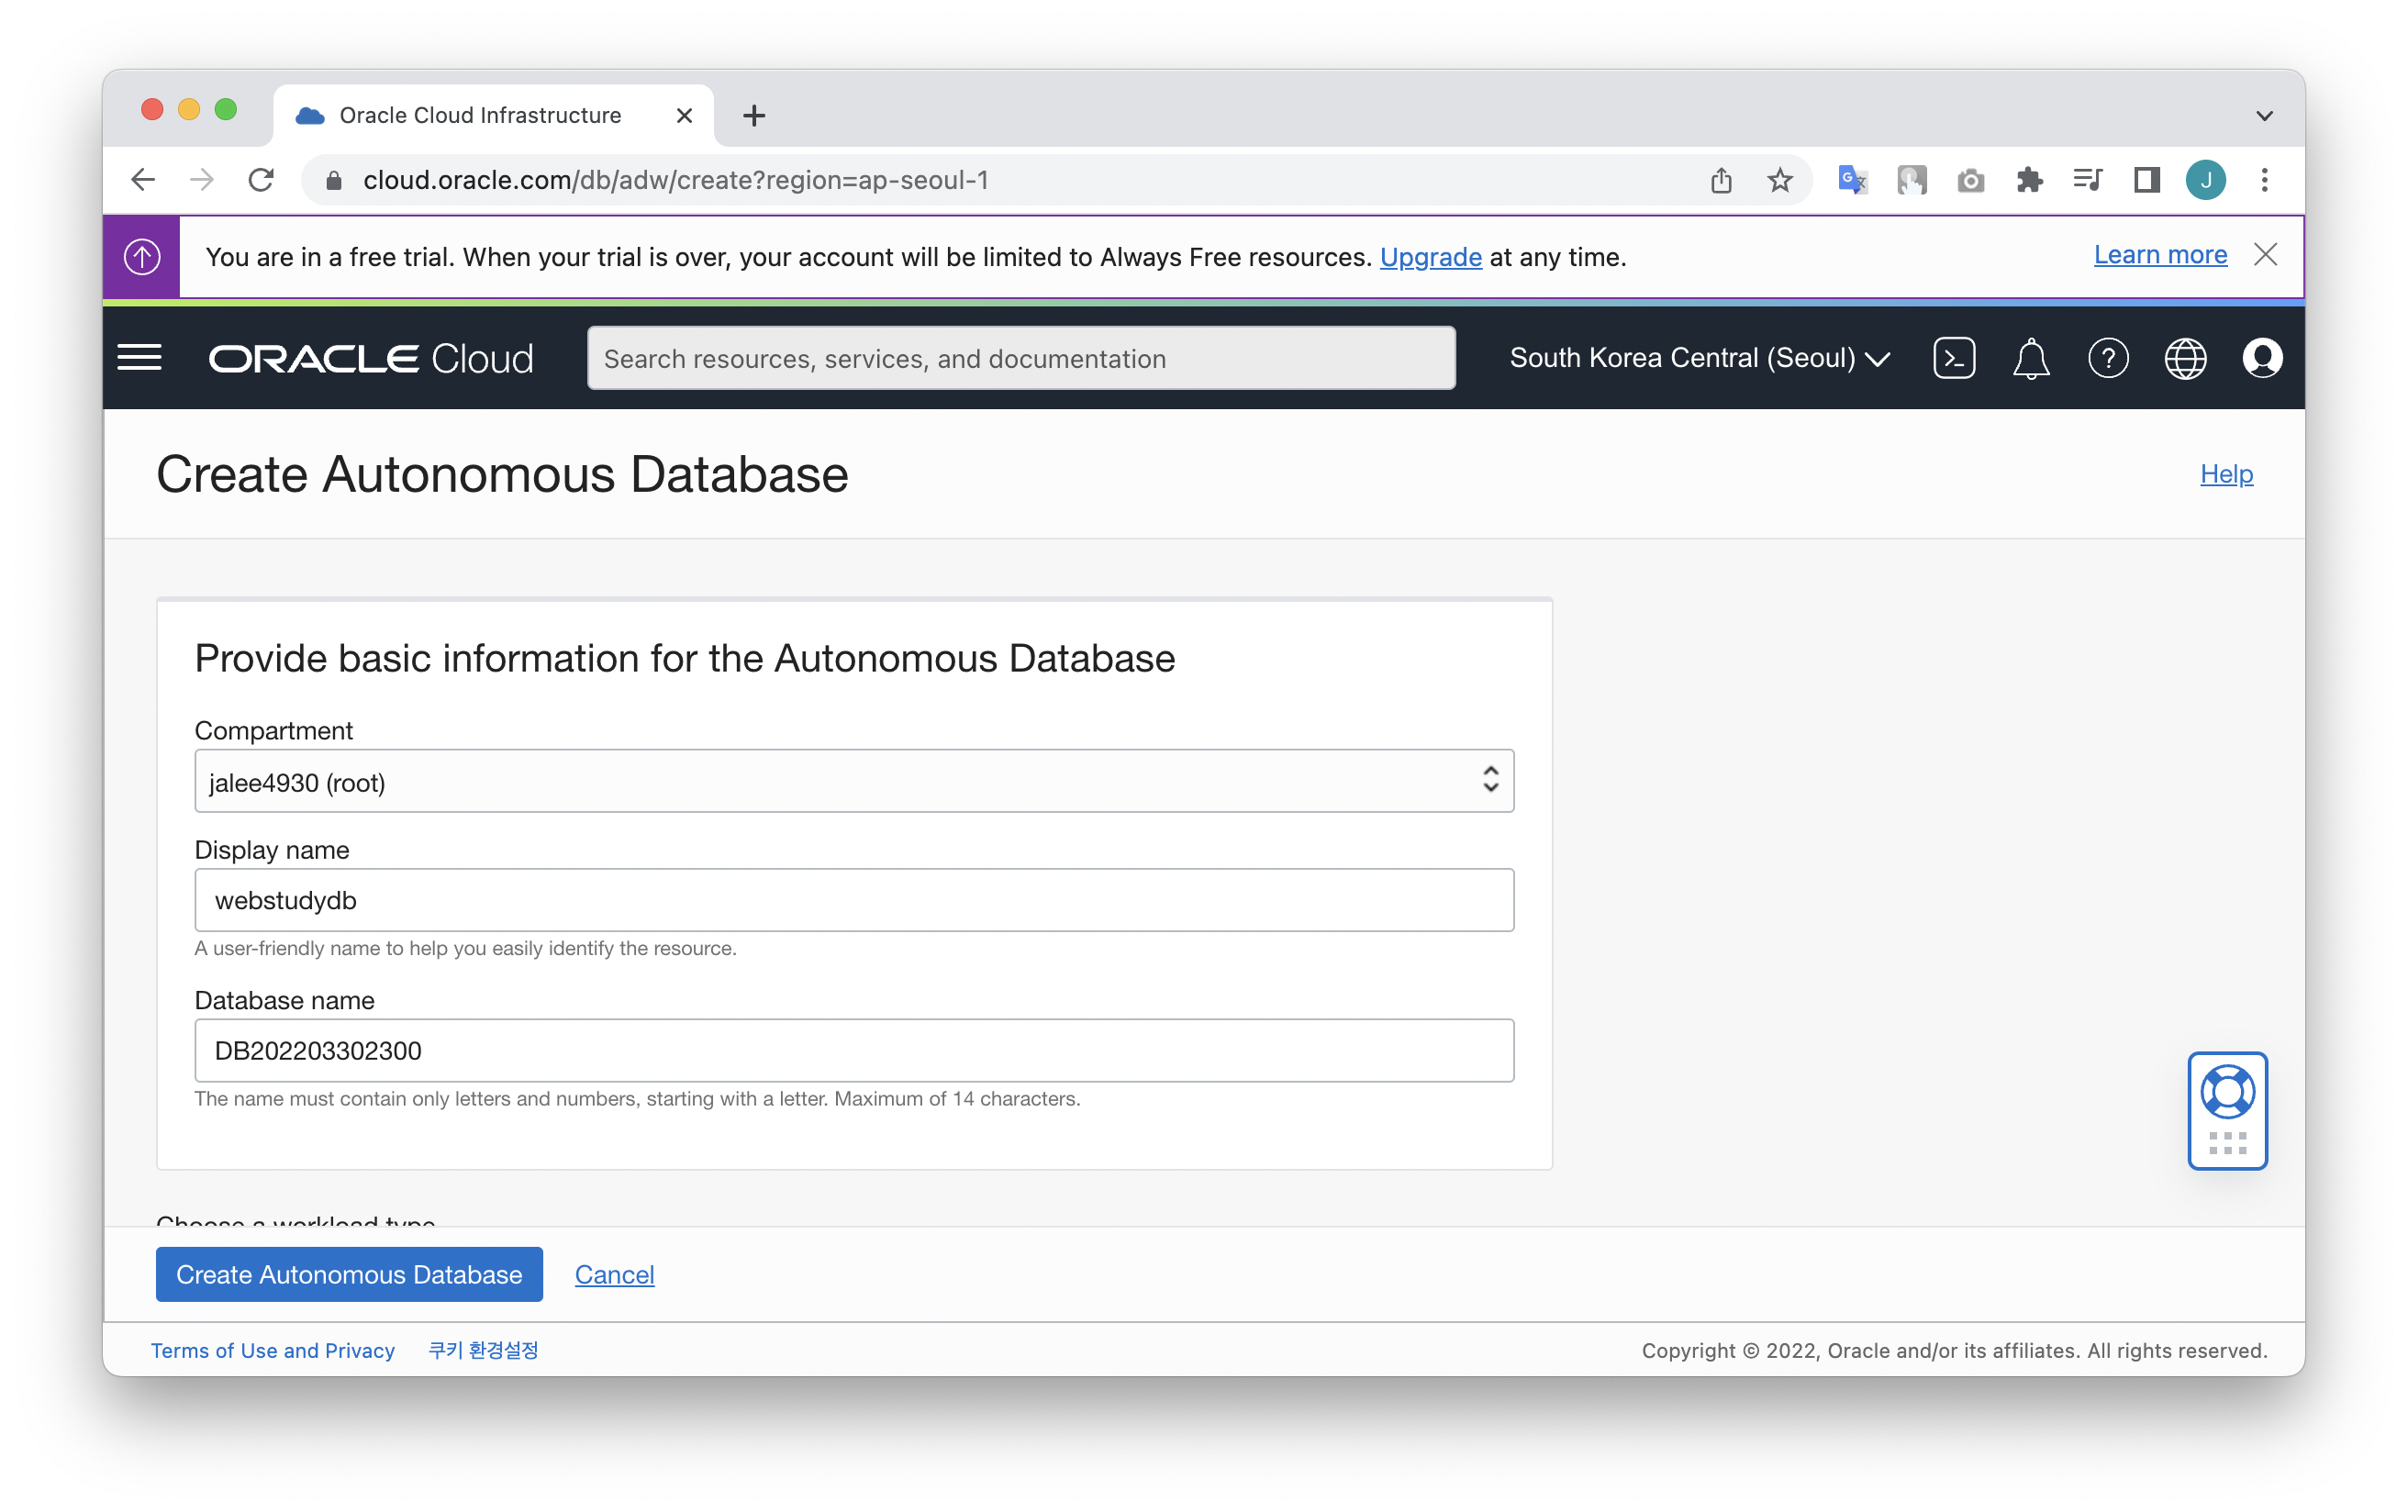 Oracle Cloud Infrastructure
cloud.oracle.com/db/adw/create?region=ap-seoul-1
J
You are in a free trial. When your trial is over, your account will be limited to Always Free resources. Upgrade at any time.
Learn more
ORACLE Cloud
Search resources, services, and documentation
South Korea Central (Seoul)
Create Autonomous Database
Help
Provide basic information for the Autonomous Database
Compartment
jalee4930 (root)
Display name
webstudydb
A user-friendly name to help you easily identify the resource.
Database name
DB202203302300
The name must contain only letters and numbers, starting with a letter. Maximum of 14 characters.
Choose a workload type
Create Autonomous Database
Cancel
Terms of Use and Privacy
쿠키 환경설정
Copyright © 2022, Oracle and/or its affiliates. All rights reserved.